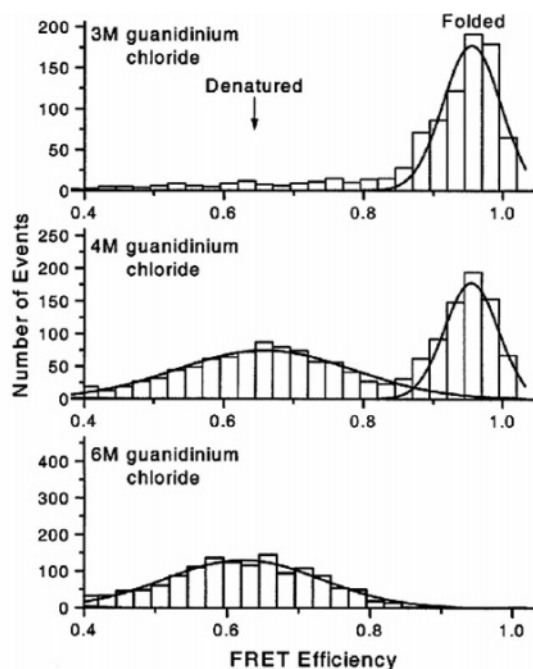 Folded
3M guanidinium
chloride
Denatured
200
150
100
50
0
0.4
0.6
0.8
1.0
4M guanidinium
chloride
250
200
150
100
50
0
0.4
0.6
0.8
1.0
6M guanidinium
chloride
400
300
200
100
0
0.4
0.6
0.8
1.0
Number of Events
FRET Efficiency